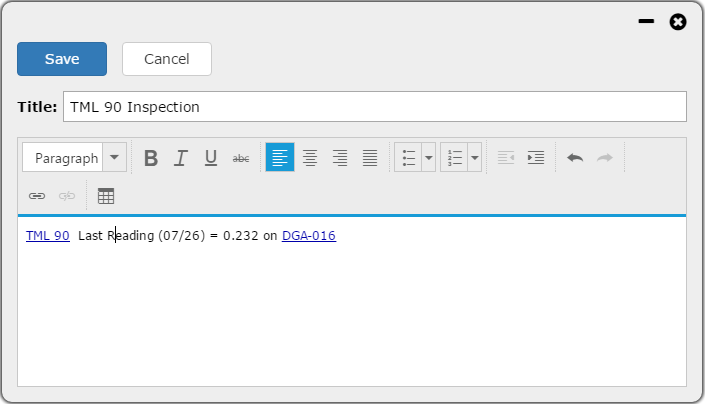 Save Cancel
Title: TML 90 Inspection
Paragraph B I U abc
TML 90 Last Reading (07/26) = 0.232 on DGA-016